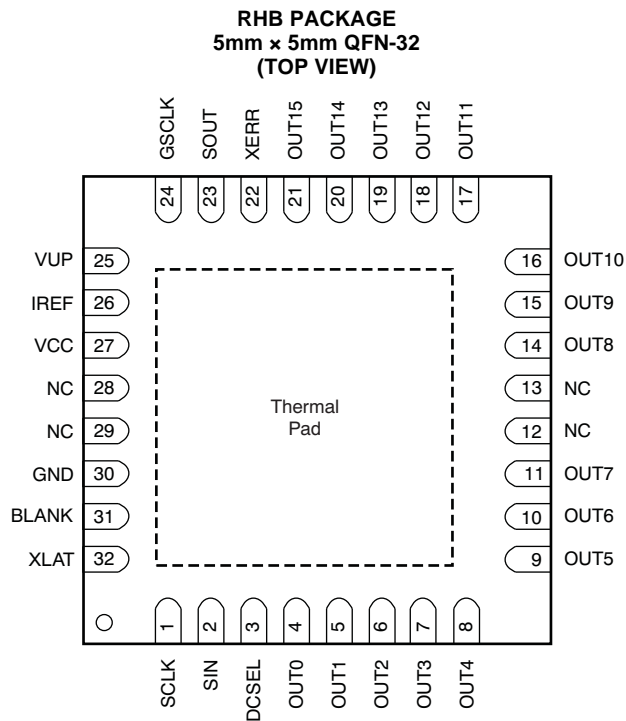 RHB PACKAGE
5mm × 5mm QFN-32
(TOP VIEW)
GSCLK
SOUT
XERR
OUT15
OUT14
OUT13
OUT12
OUT11
24
23
22
21
20
19
18
17
VUP 25
IREF 26
VCC 27
NC 28
NC 29
GND 30
BLANK 31
XLAT 32
Thermal
Pad
16 OUT10
15 OUT9
14 OUT8
13 NC
12 NC
11 OUT7
10 OUT6
9 OUT5
1
2
3
4
5
6
7
8
SCLK
SIN
DCSEL
OUT0
OUT1
OUT2
OUT3
OUT4